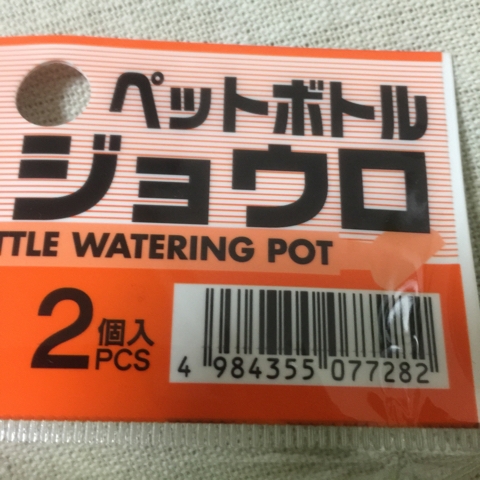 ペットボトル
ジョウロ
TTLE WATERING POT
2個入
PCS
4 984355 077282